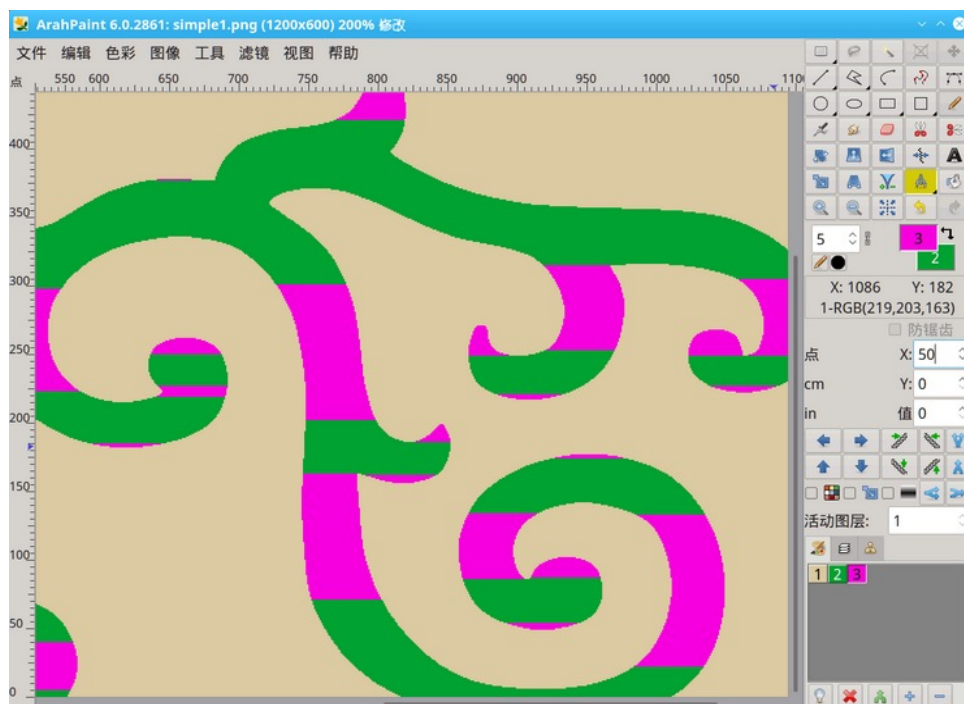 ArahPaint 6.0.2861: simple1.png (1200x600) 200% 修改
文件 编辑 色彩 图像 工具 滤镜 视图 帮助
点 550 600 650 700 750 800 850 900 950 1000 1050 1100
400
350
300
250
200
150
100
50
0
A
5 3
2
X: 1086 Y: 182
1-RGB(219,203,163)
防锯齿
点 X: 50
cm Y: 0
in 值 0
活动图层: 1
1 2 3